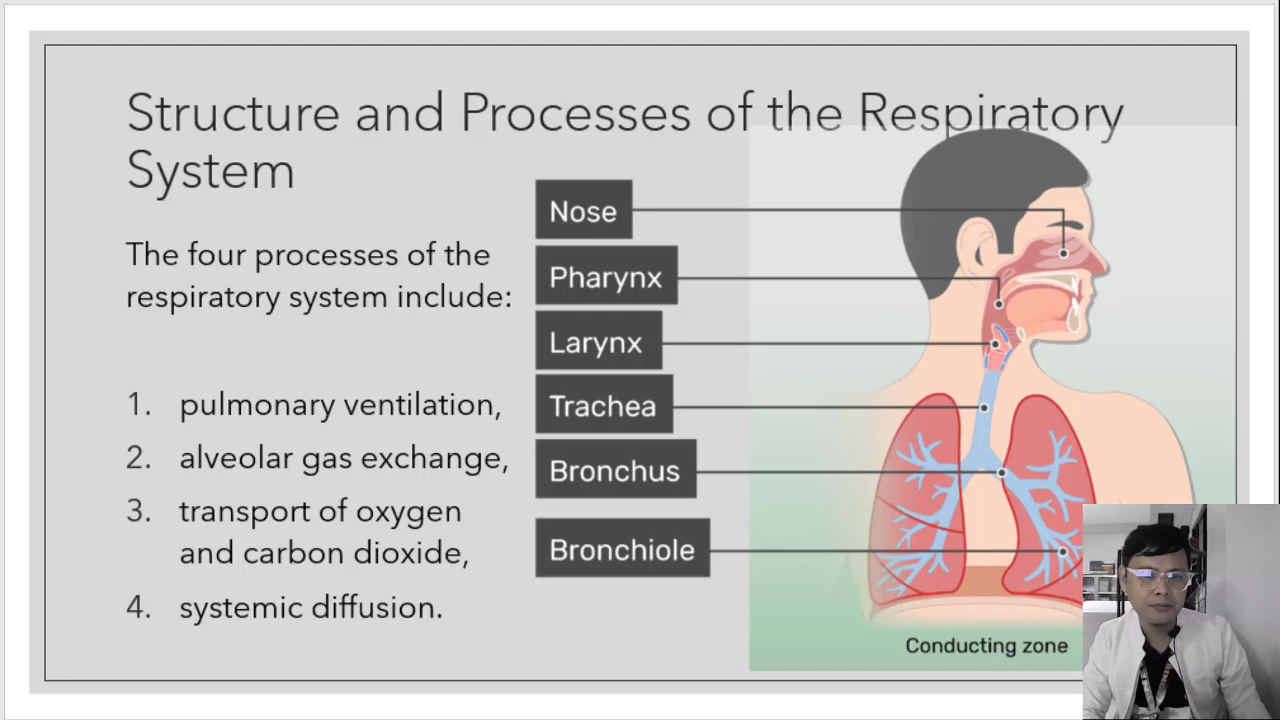 Structure and Processes of the Respiratory
System
The four processes of the
respiratory system include:
1. pulmonary ventilation,
2. alveolar gas exchange,
3. transport of oxygen
and carbon dioxide,
4. systemic diffusion.
Nose
Pharynx
Larynx
Trachea
Bronchus
Bronchiole
Conducting zone